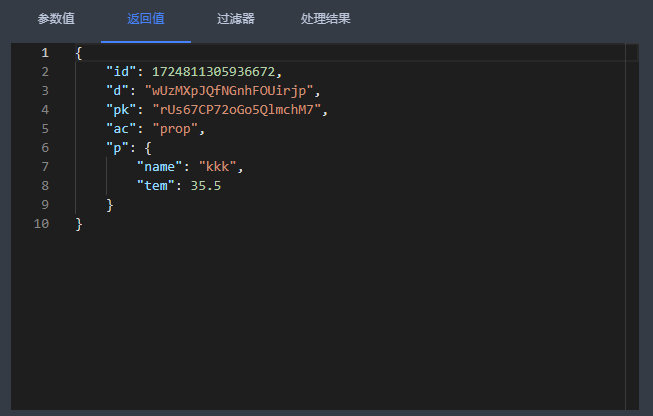 参数值 返回值 过滤器 处理结果
1 {
2 "id": 1724811305936672,
3 "d": "wUzMXpJQfNGnhFOUirjp",
4 "pk": "rUs67CP72oGo5QlmchM7",
5 "ac": "prop",
6 "p": {
7 "name": "kkk",
8 "tem": 35.5
9 }
10 }